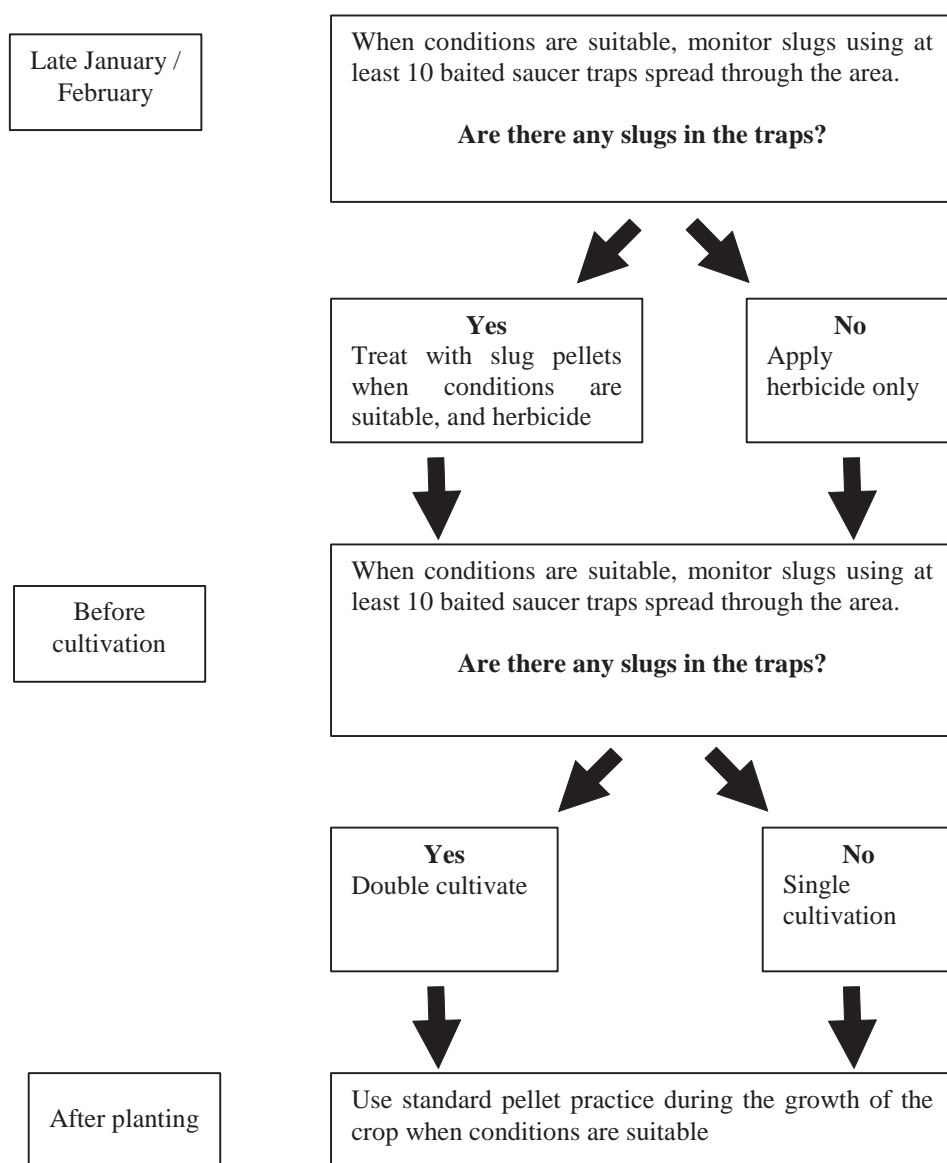 Late January /
February
When conditions are suitable, monitor slugs using at
least 10 baited saucer traps spread through the area.
Are there any slugs in the traps?
Yes
Treat with slug pellets
when conditions are
suitable, and herbicide
No
Apply
herbicide only
Before
cultivation
When conditions are suitable, monitor slugs using at
least 10 baited saucer traps spread through the area.
Are there any slugs in the traps?
Yes
Double cultivate
No
Single
cultivation
After planting
Use standard pellet practice during the growth of the
crop when conditions are suitable